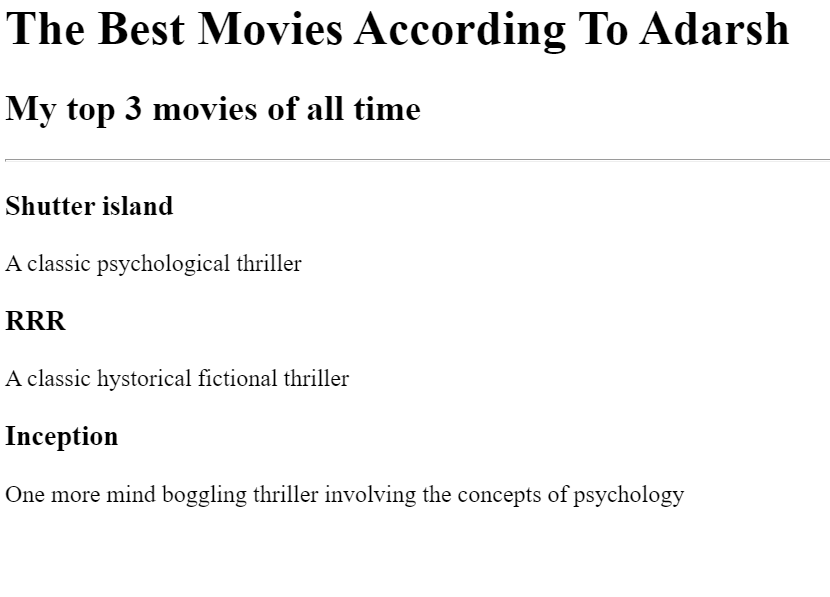 The Best Movies According To Adarsh
My top 3 movies of all time
Shutter island
A classic psychological thriller
RRR
A classic hystorical fictional thriller
Inception
One more mind boggling thriller involving the concepts of psychology